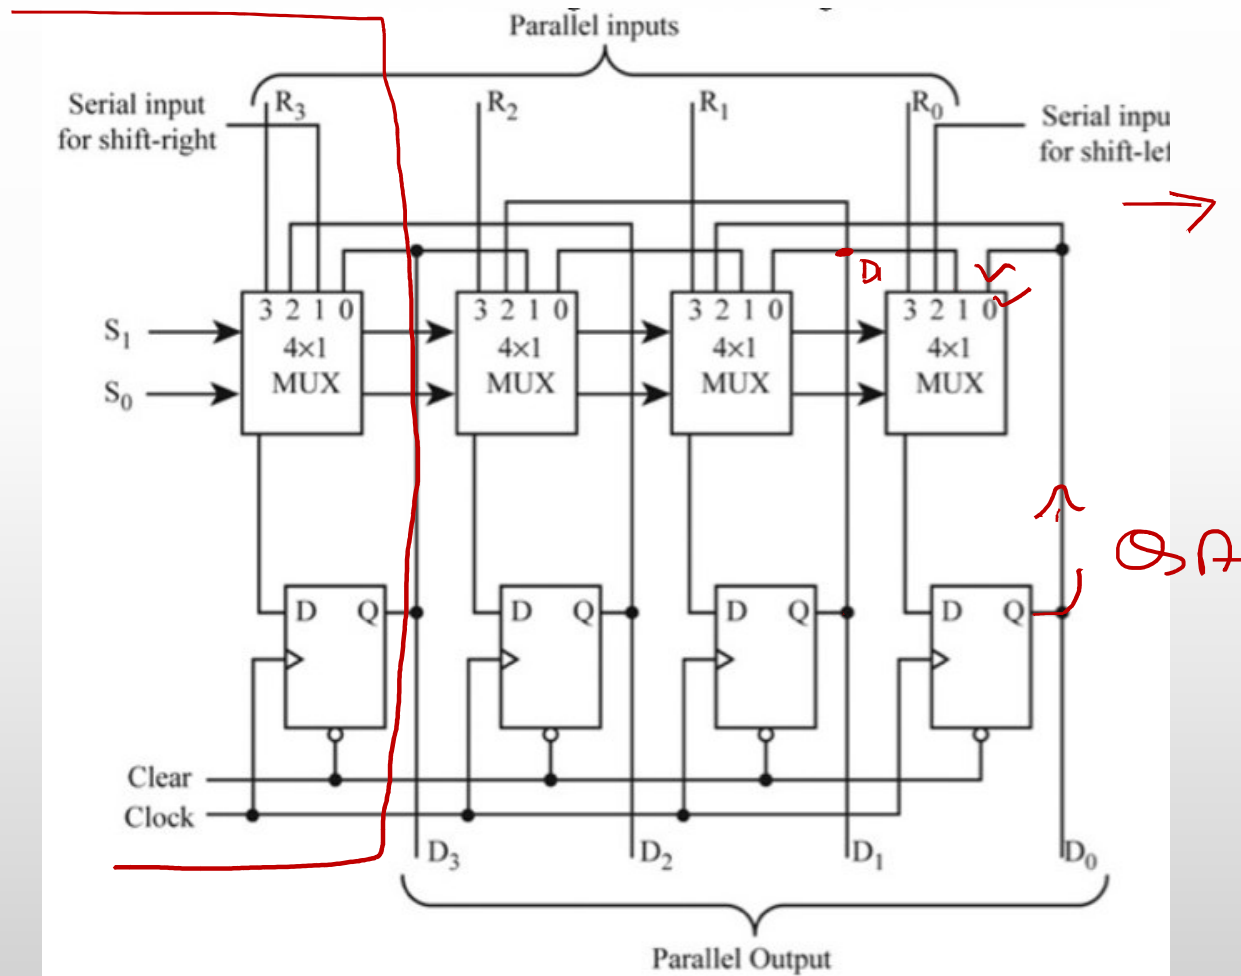 Parallel inputs
Serial input
for shift-right
R3
R2
R1
R0
Serial inpu
for shift-lef
D1
3 2 1 0
3 2 1 0
3 2 1 0
3 2 1 0
S1
4×1
MUX
4×1
MUX
4×1
MUX
4×1
MUX
S0
D Q
D Q
D Q
D Q
Clear
Clock
D3
D2
D1
D0
Parallel Output